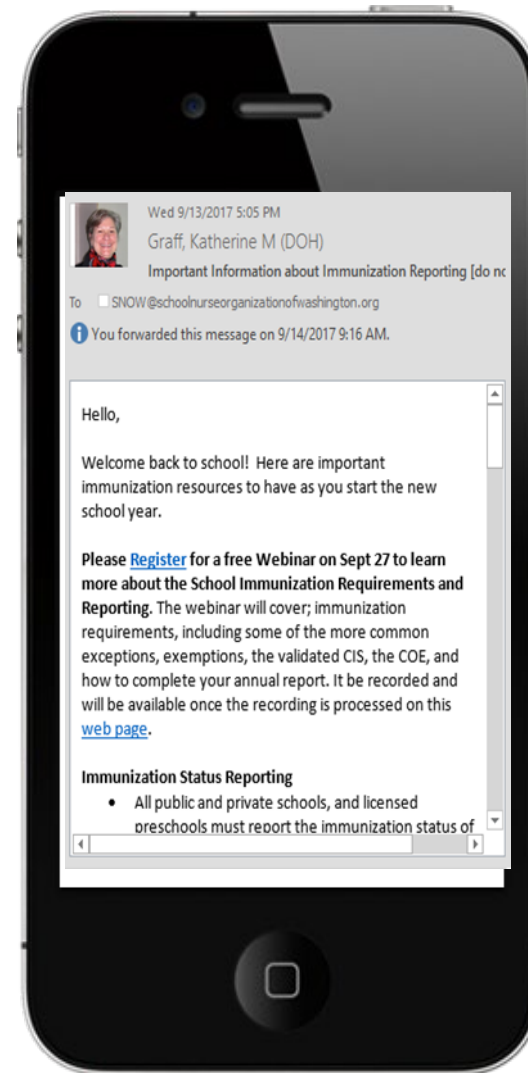 Wed 9/13/2017 5:05 PM
Graff, Katherine M (DOH)
Important Information about Immunization Reporting [do no
To SNOW@schoolnurseorganizationofwashington.org
You forwarded this message on 9/14/2017 9:16 AM.
Hello,
Welcome back to school! Here are important
immunization resources to have as you start the new
school year.
Please Register for a free Webinar on Sept 27 to learn
more about the School Immunization Requirements and
Reporting. The webinar will cover; immunization
requirements, including some of the more common
exceptions, exemptions, the validated CIS, the COE, and
how to complete your annual report. It be recorded and
will be available once the recording is processed on this
web page.
Immunization Status Reporting
• All public and private schools, and licensed
preschools must report the immunization status of